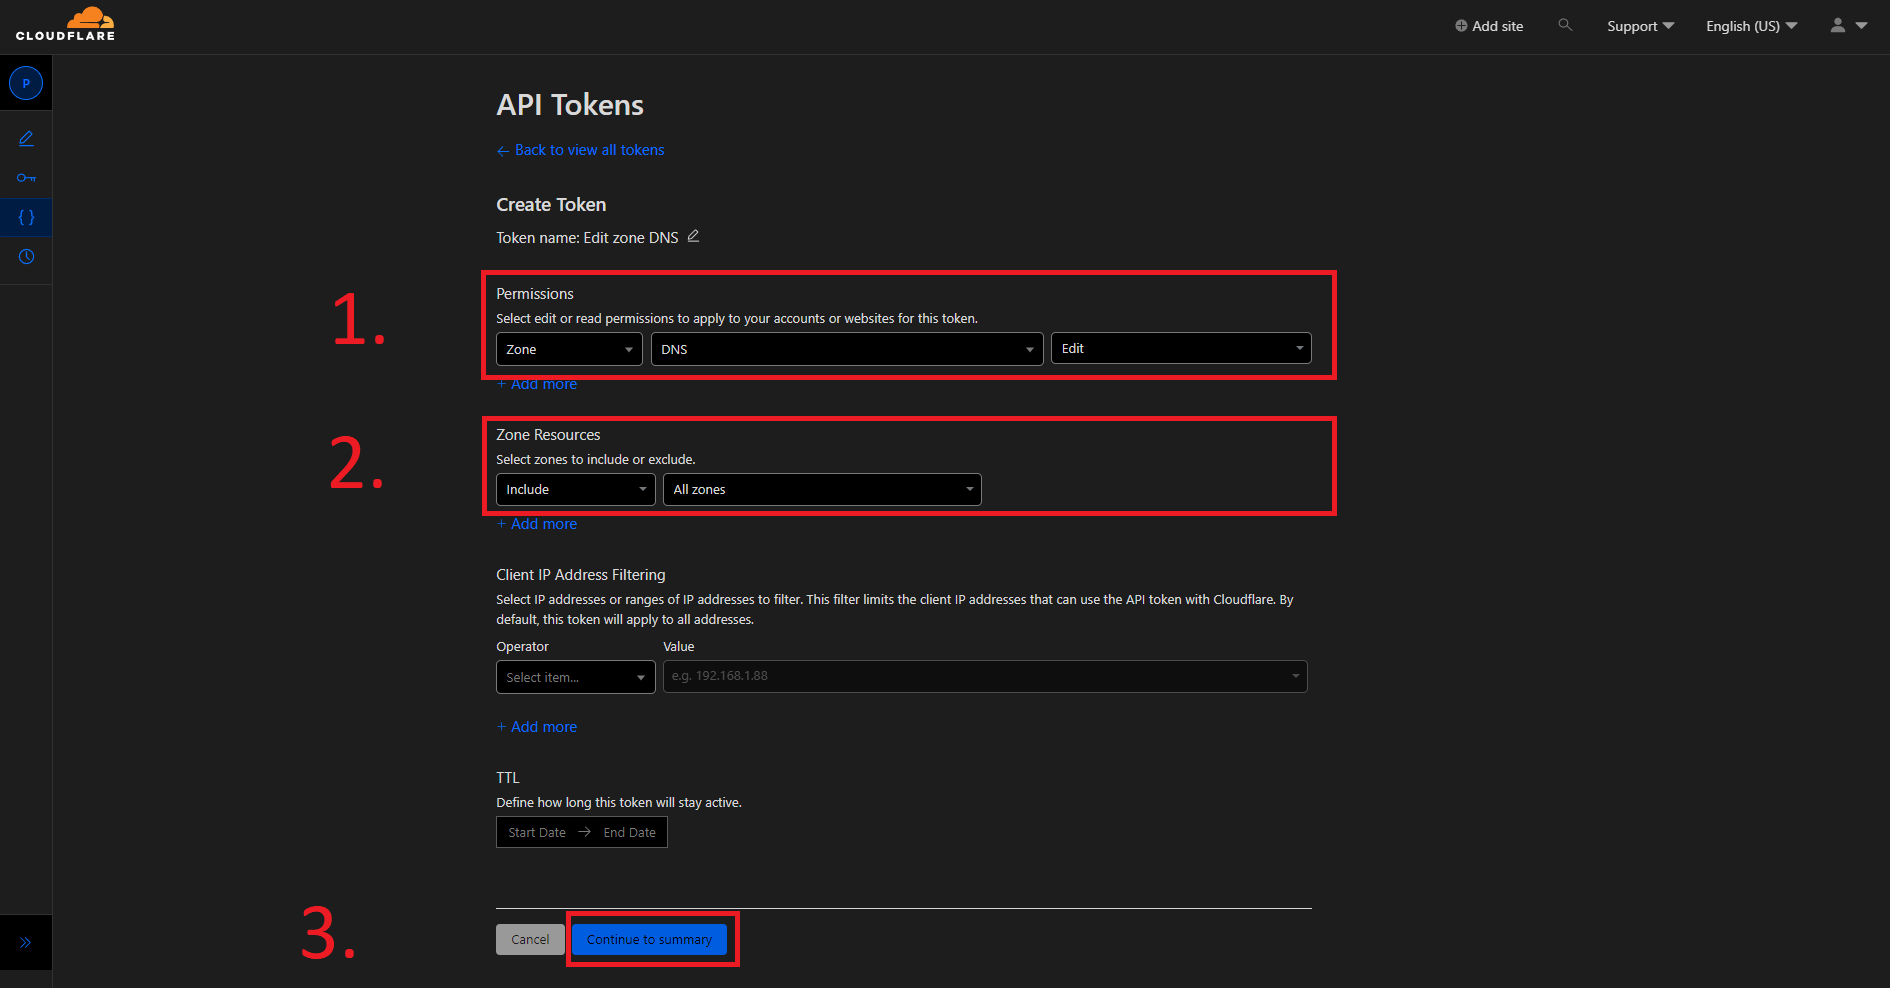 CLOUDFLARE
Add site
Support
English (US)
P
API Tokens
← Back to view all tokens
Create Token
Token name: Edit zone DNS
1.
Permissions
Select edit or read permissions to apply to your accounts or websites for this token.
Zone DNS Edit
+ Add more
2.
Zone Resources
Select zones to include or exclude.
Include All zones
+ Add more
Client IP Address Filtering
Select IP addresses or ranges of IP addresses to filter. This filter limits the client IP addresses that can use the API token with Cloudflare. By
default, this token will apply to all addresses.
Operator Value
Select item... e.g. 192.168.1.88
+ Add more
TTL
Define how long this token will stay active.
Start Date → End Date
3.
Cancel Continue to summary